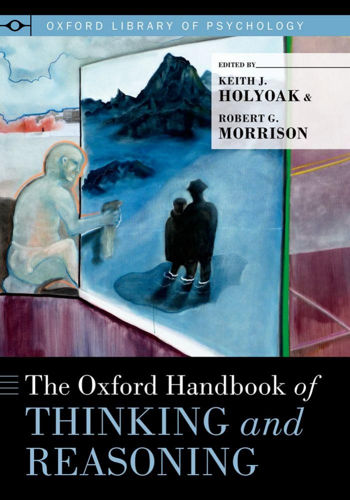 OXFORD LIBRARY OF PSYCHOLOGY
EDITED BY
KEITH J.
HOLYOAK &
ROBERT G.
MORRISON
The Oxford Handbook of
THINKING and
REASONING